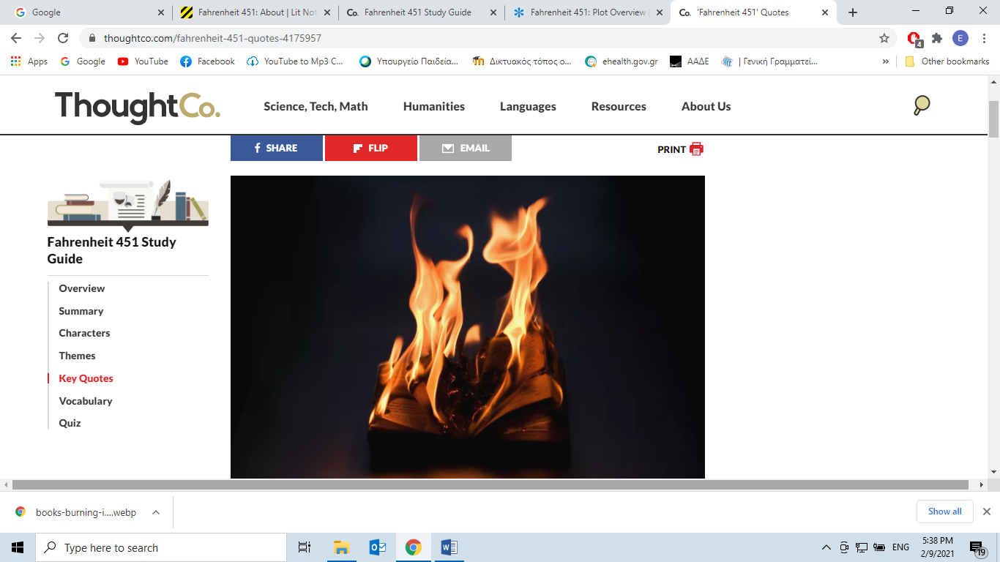 Google
Fahrenheit 451: About | Lit Not
Fahrenheit 451 Study Guide
Fahrenheit 451: Plot Overview |
Co. 'Fahrenheit 451' Quotes
thoughtco.com/fahrenheit-451-quotes-4175957
4
E
Apps
Google
YouTube
Facebook
YouTube to Mp3 C...
Υπουργείο Παιδεία...
Δικτυακός τόπος ο...
ehealth.gov.gr
ΑΑΔΕ
| Γενική Γραμματεί...
»
Other bookmarks
ThoughtCo.
Science, Tech, Math
Humanities
Languages
Resources
About Us
SHARE
FLIP
EMAIL
PRINT
Fahrenheit 451 Study
Guide
Overview
Summary
Characters
Themes
Key Quotes
Vocabulary
Quiz
books-burning-i....webp
Show all
Type here to search
ENG
5:38 PM
2/9/2021
19